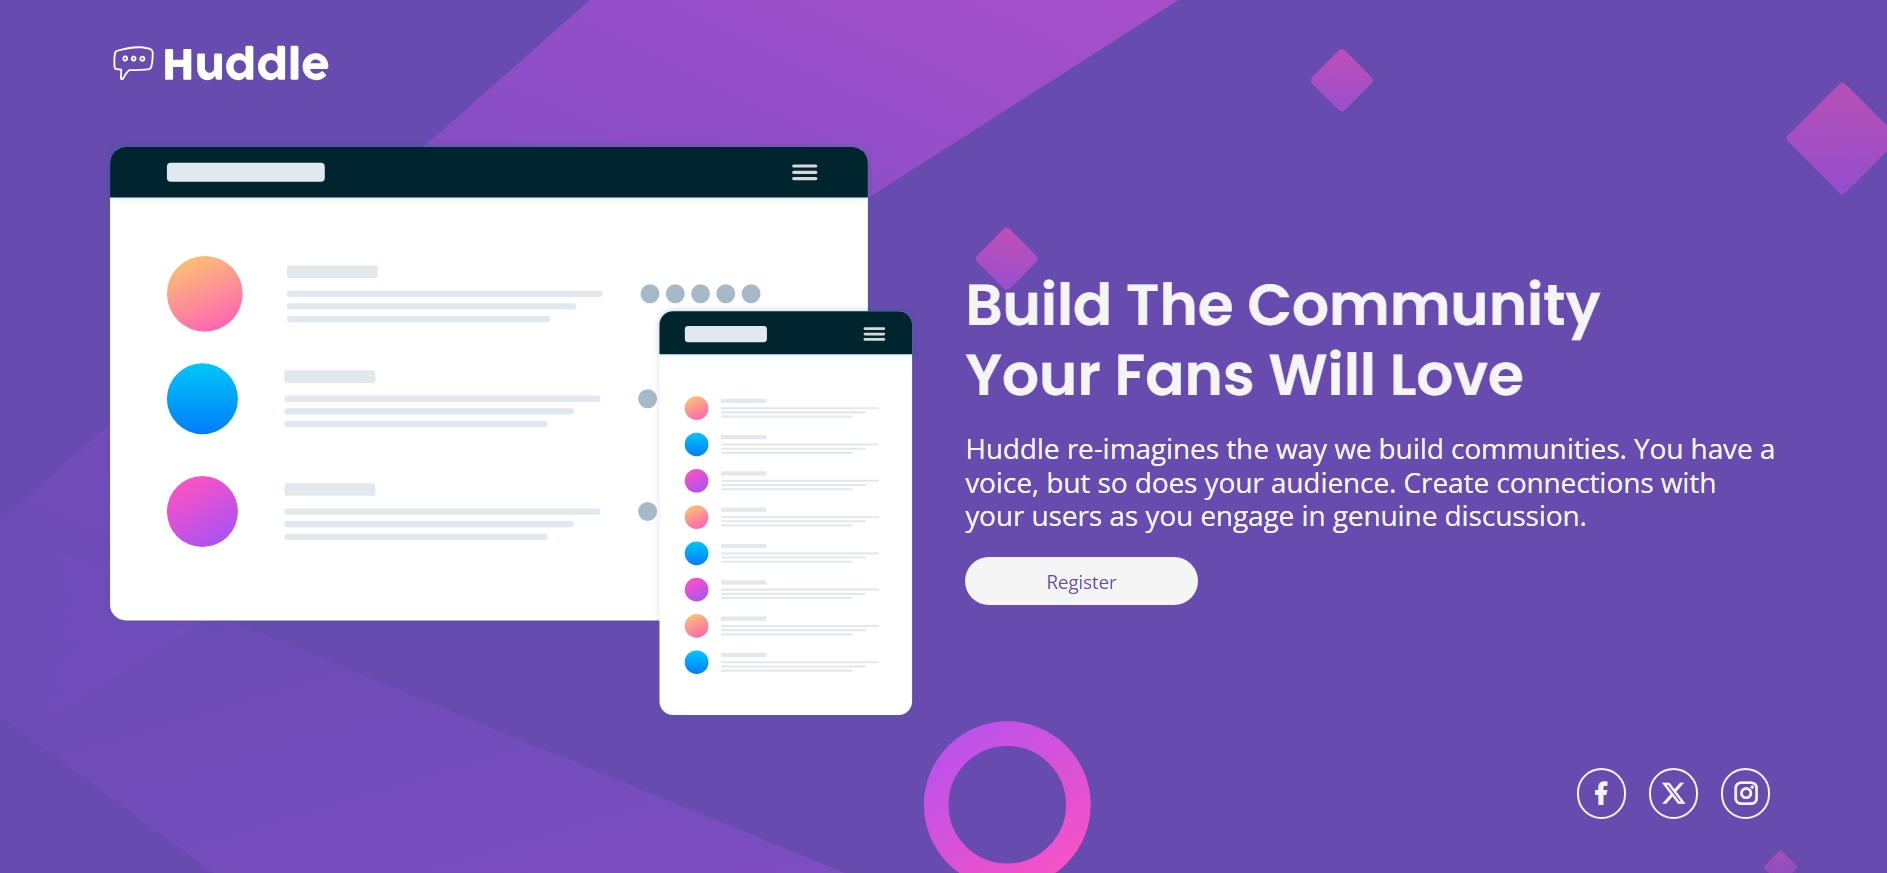 Huddle
Build The Community
Your Fans Will Love
Huddle re-imagines the way we build communities. You have a
voice, but so does your audience. Create connections with
your users as you engage in genuine discussion.
Register